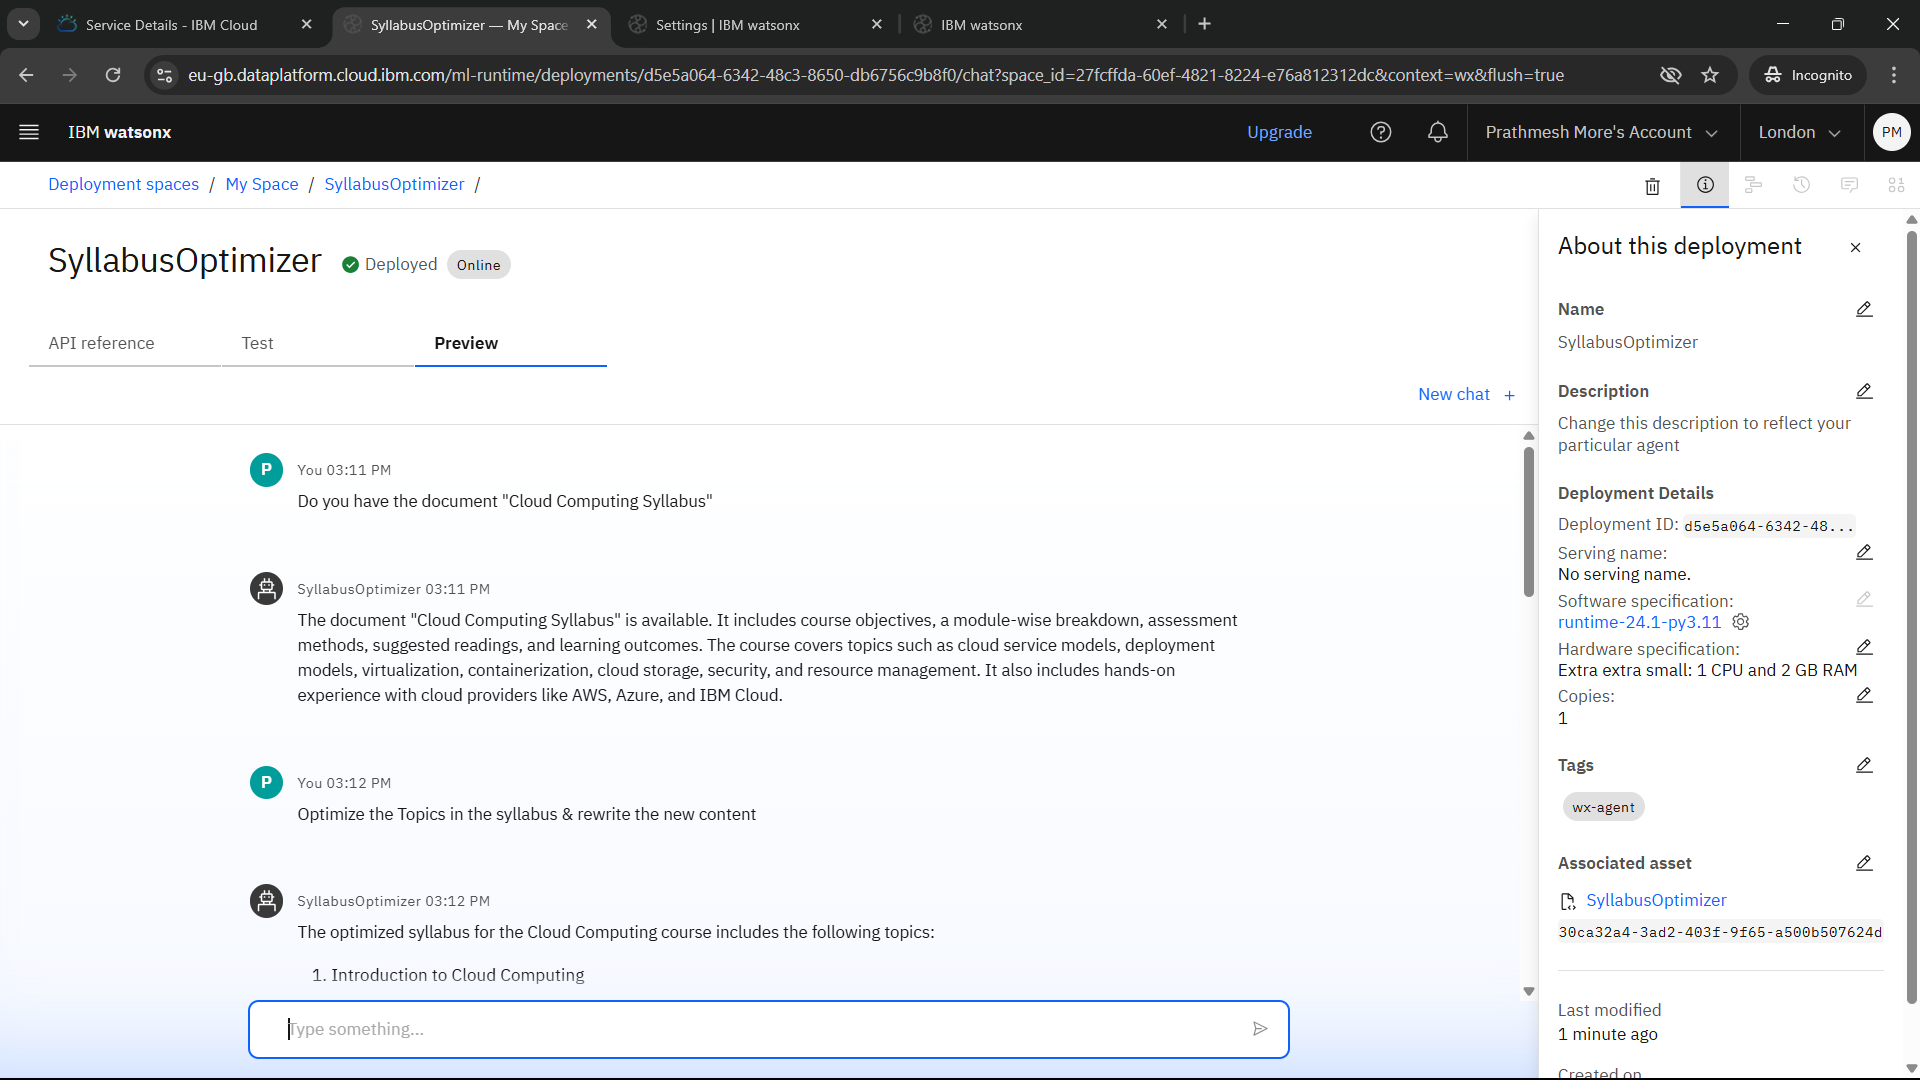 Service Details - IBM Cloud
SyllabusOptimizer — My Space
Settings | IBM watsonx
IBM watsonx
eu-gb.dataplatform.cloud.ibm.com/ml-runtime/deployments/d5e5a064-6342-48c3-8650-db6756c9b8f0/chat?space_id=27fcffda-60ef-4821-8224-e76a812312dc&context=wx&flush=true
Incognito
IBM watsonx
Upgrade
Prathmesh More's Account
London
PM
Deployment spaces / My Space / SyllabusOptimizer /
SyllabusOptimizer
Deployed
Online
API reference
Test
Preview
New chat +
P
You 03:11 PM
Do you have the document "Cloud Computing Syllabus"
SyllabusOptimizer 03:11 PM
The document "Cloud Computing Syllabus" is available. It includes course objectives, a module-wise breakdown, assessment
methods, suggested readings, and learning outcomes. The course covers topics such as cloud service models, deployment
models, virtualization, containerization, cloud storage, security, and resource management. It also includes hands-on
experience with cloud providers like AWS, Azure, and IBM Cloud.
P
You 03:12 PM
Optimize the Topics in the syllabus & rewrite the new content
SyllabusOptimizer 03:12 PM
The optimized syllabus for the Cloud Computing course includes the following topics:
1. Introduction to Cloud Computing
Type something...
About this deployment
Name
SyllabusOptimizer
Description
Change this description to reflect your
particular agent
Deployment Details
Deployment ID: d5e5a064-6342-48...
Serving name:
No serving name.
Software specification:
runtime-24.1-py3.11
Hardware specification:
Extra extra small: 1 CPU and 2 GB RAM
Copies:
1
Tags
wx-agent
Associated asset
SyllabusOptimizer
30ca32a4-3ad2-403f-9f65-a500b507624d
Last modified
1 minute ago
Created on